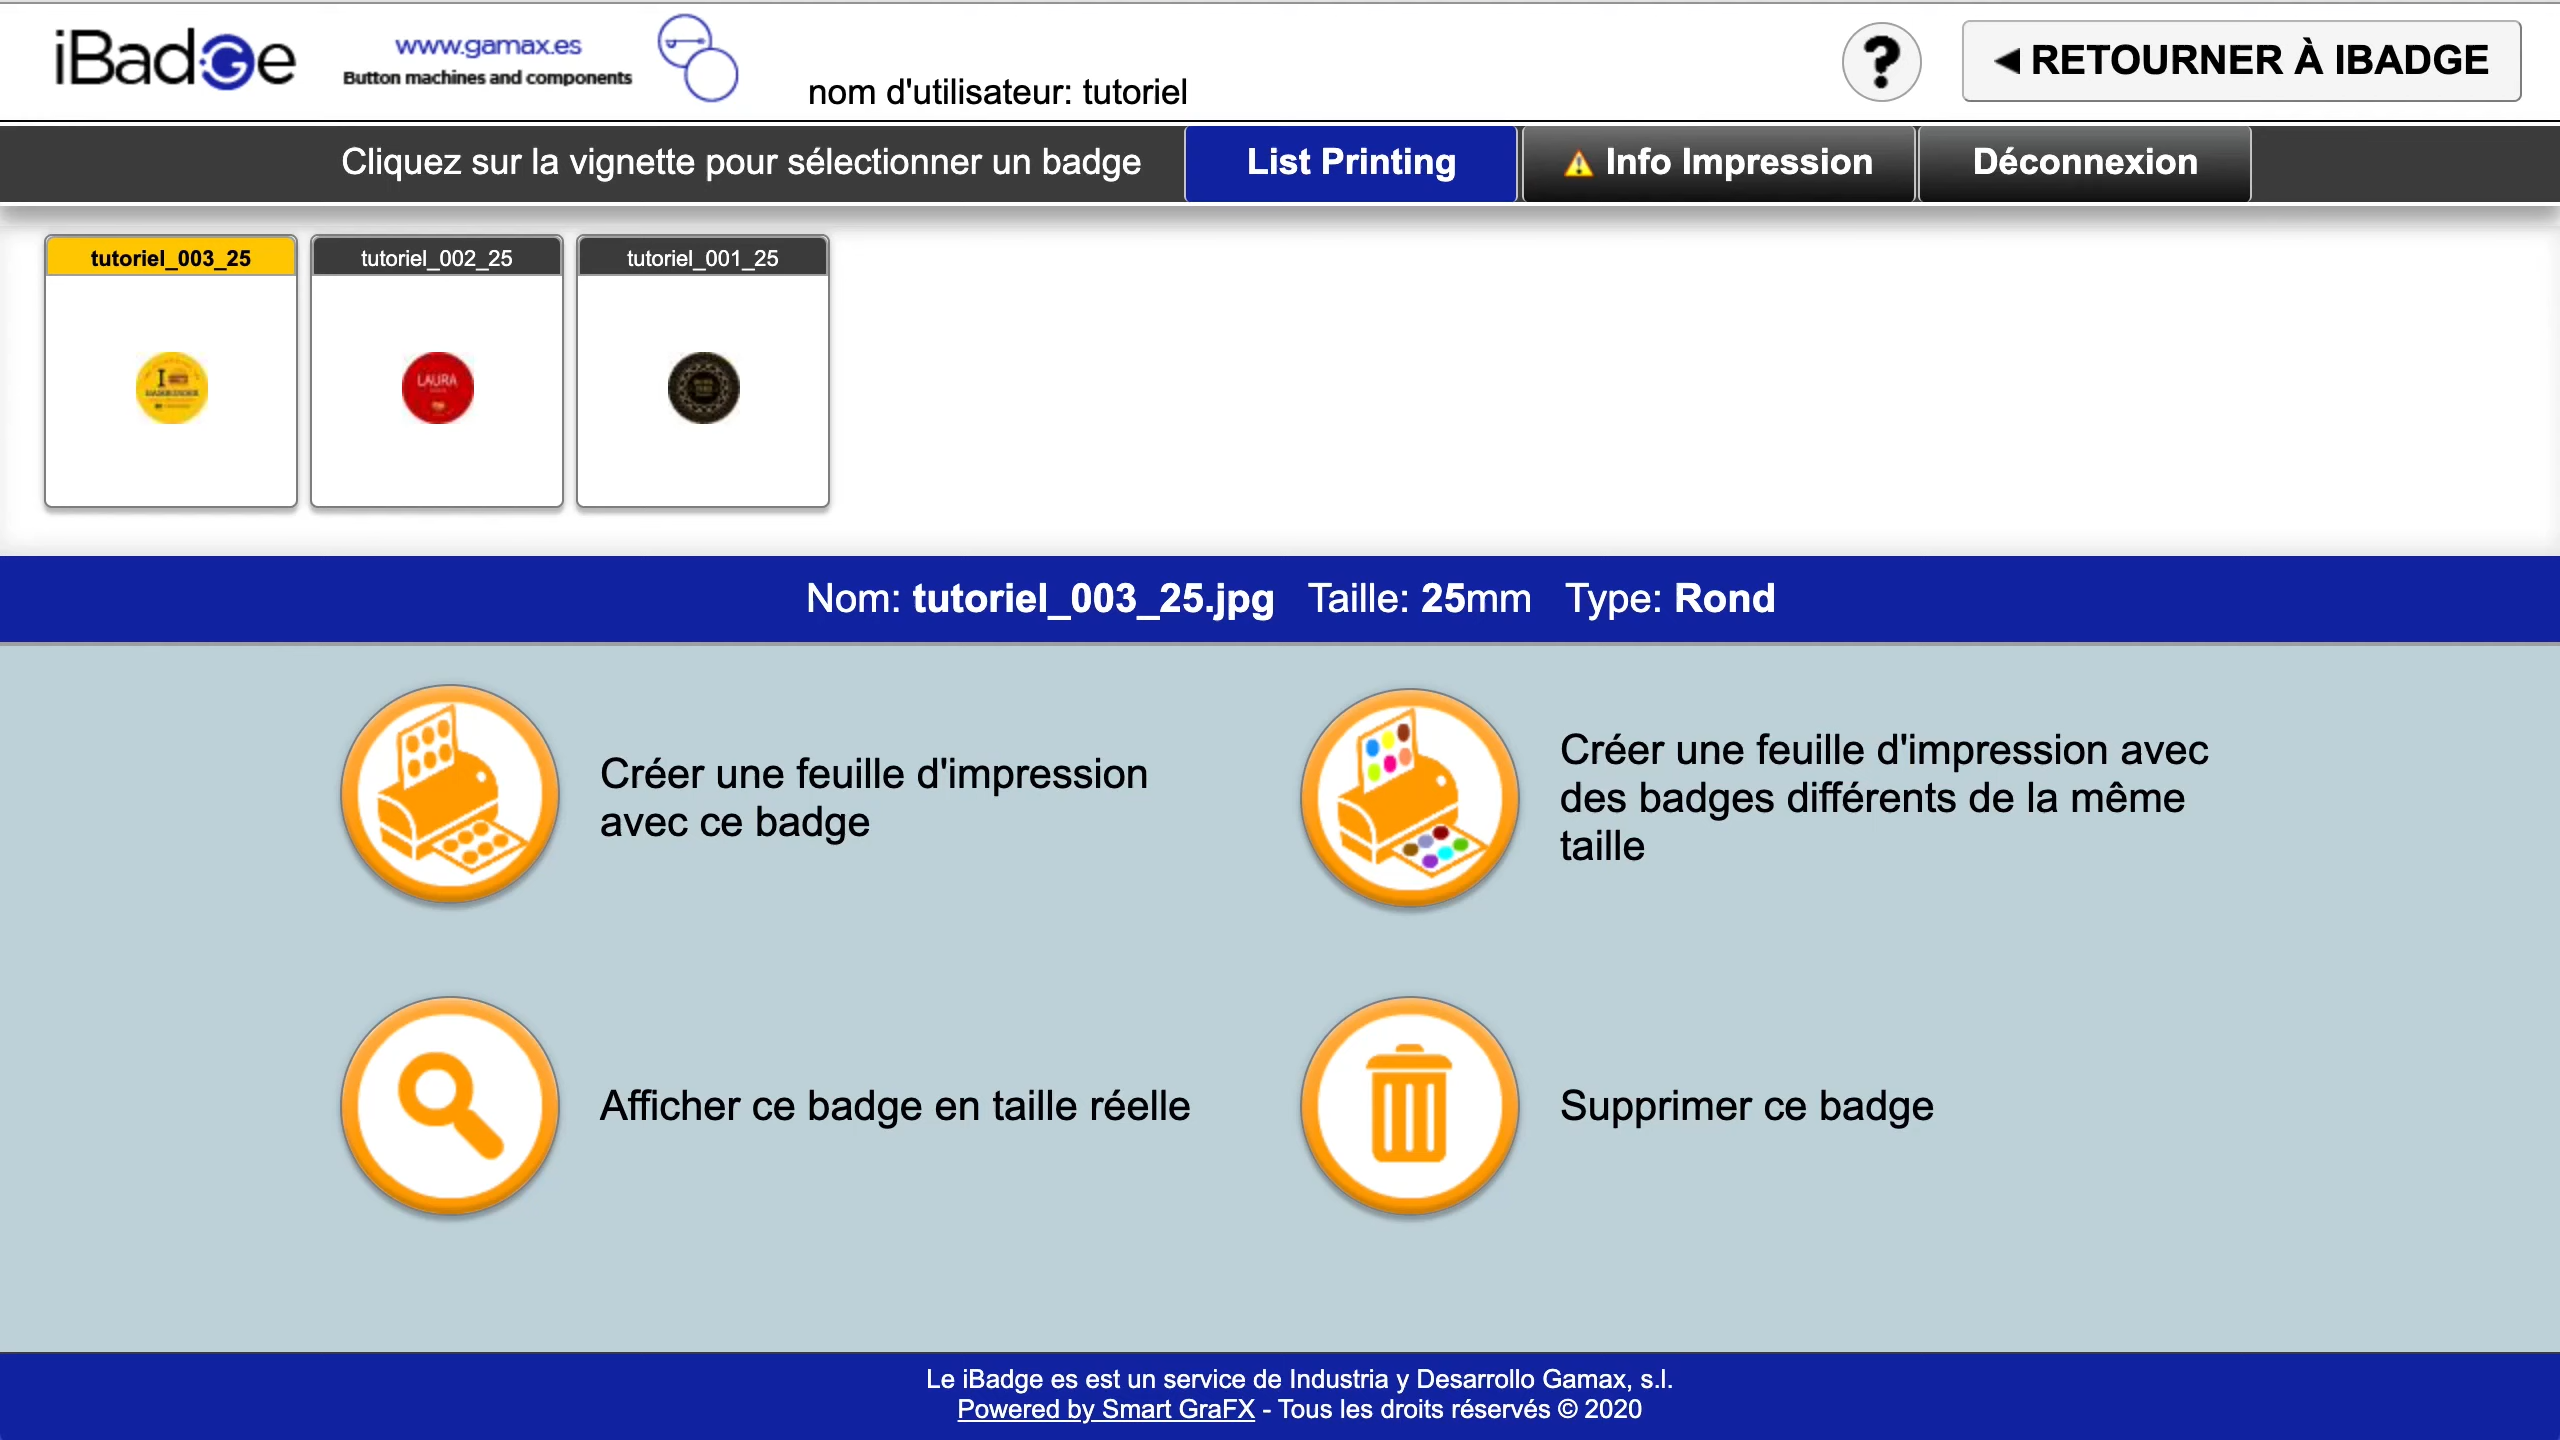 iBadGe
www.gamax.es
Button machines and components
nom d'utilisateur: tutoriel
?
◀ RETOURNER À IBADGE
Cliquez sur la vignette pour sélectionner un badge
List Printing
Info Impression
Déconnexion
tutoriel_003_25
tutoriel_002_25
tutoriel_001_25
I
LAURA
Nom: tutoriel_003_25.jpg Taille: 25mm Type: Rond
Créer une feuille d'impression
avec ce badge
Créer une feuille d'impression avec
des badges différents de la même
taille
Afficher ce badge en taille réelle
Supprimer ce badge
Le iBadge es est un service de Industria y Desarrollo Gamax, s.l.
Powered by Smart GraFX - Tous les droits réservés © 2020